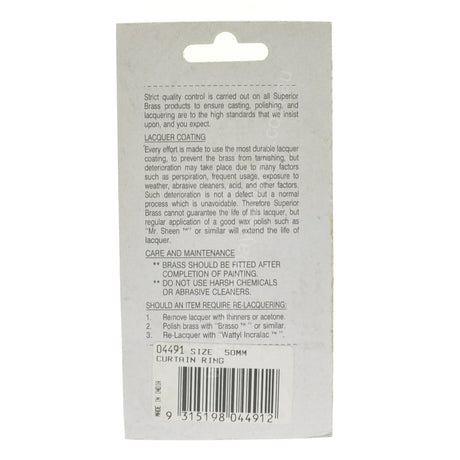 Strict quality control is carried out on all Superior
Brass products to ensure casting, polishing, and
lacquering are to the high standards that we insist
upon, and you expect.
LACQUER COATING
Every effort is made to use the most durable lacquer
coating, to prevent the brass from tarnishing, but
deterioration may take place due to many factors
such as perspiration, frequent usage, exposure to
weather, abrasive cleaners, acid, and other factors.
Such deterioration is not a defect but a normal
process which is unavoidable. Therefore Superior
Brass cannot guarantee the life of this lacquer, but
regular application of a good wax polish such as
"Mr. Sheen ™" or similar will extend the life of
lacquer.
CARE AND MAINTENANCE
** BRASS SHOULD BE FITTED AFTER
COMPLETION OF PAINTING.
** DO NOT USE HARSH CHEMICALS
OR ABRASIVE CLEANERS.
SHOULD AN ITEM REQUIRE RE-LACQUERING:
1. Remove lacquer with thinners or acetone.
2. Polish brass with "Brasso ™" or similar.
3. Re-Lacquer with "Wattyl Incralac ™"
04491 SIZE 50MM
CURTAIN RING
MADE IN INDIA
9 315198 044912